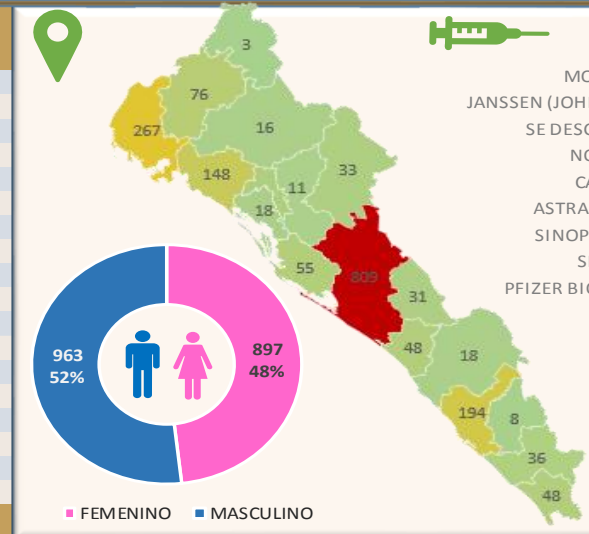 3
76
MO
JANSSEN (JOH
267
16
SE DESC
33
NO
148
11
CA
18
ASTRA
SINOP
55
809
31
PFIZER BIO
963
52%
897
48%
48
18
194
8
36
48
FEMENINO
MASCULINO